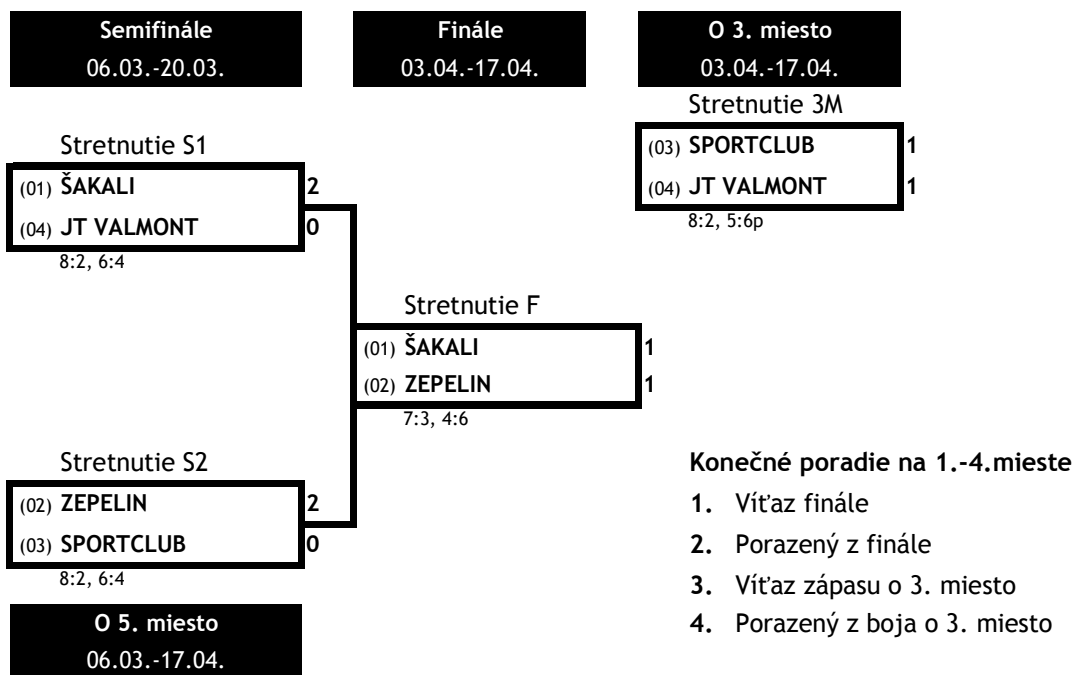 Semifinále
06.03.-20.03.
Finále
03.04.-17.04.
O 3. miesto
03.04.-17.04.
Stretnutie 3M
(03) SPORTCLUB 1
(04) JT VALMONT 1
8:2, 5:6p
Stretnutie S1
(01) ŠAKALI 2
(04) JT VALMONT 0
8:2, 6:4
Stretnutie F
(01) ŠAKALI 1
(02) ZEPELIN 1
7:3, 4:6
Stretnutie S2
(02) ZEPELIN 2
(03) SPORTCLUB 0
8:2, 6:4
Konečné poradie na 1.-4.mieste
1. Víťaz finále
2. Porazený z finále
3. Víťaz zápasu o 3. miesto
4. Porazený z boja o 3. miesto
O 5. miesto
06.03.-17.04.